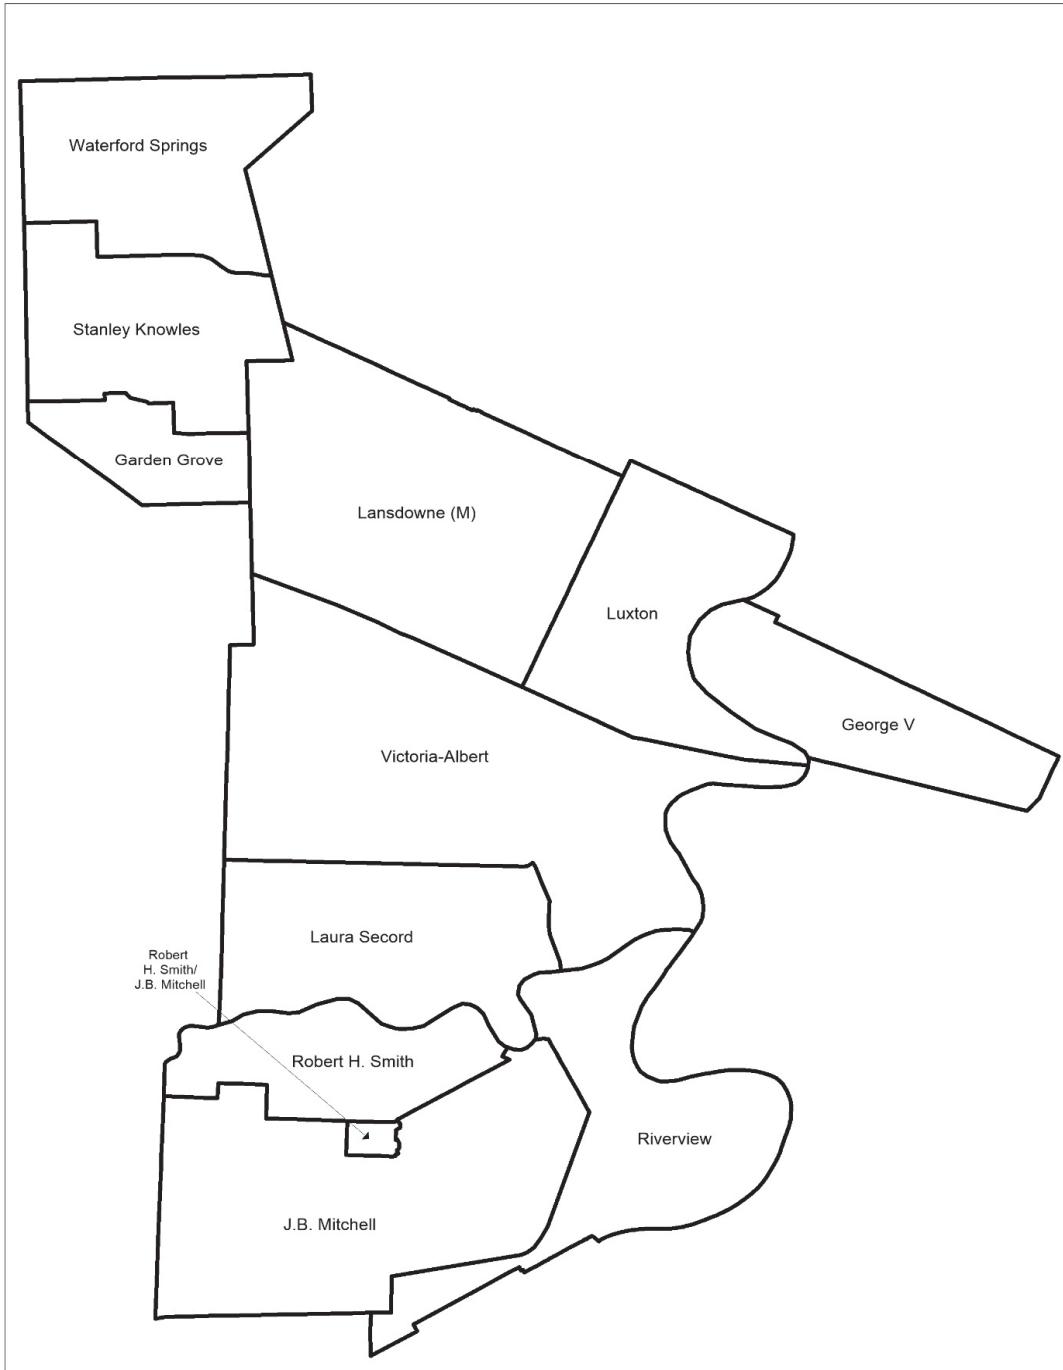 Waterford Springs
Stanley Knowles
Garden Grove
Lansdowne (M)
Luxton
George V
Victoria-Albert
Laura Secord
Robert
H. Smith/
J.B. Mitchell
Robert H. Smith
Riverview
J.B. Mitchell